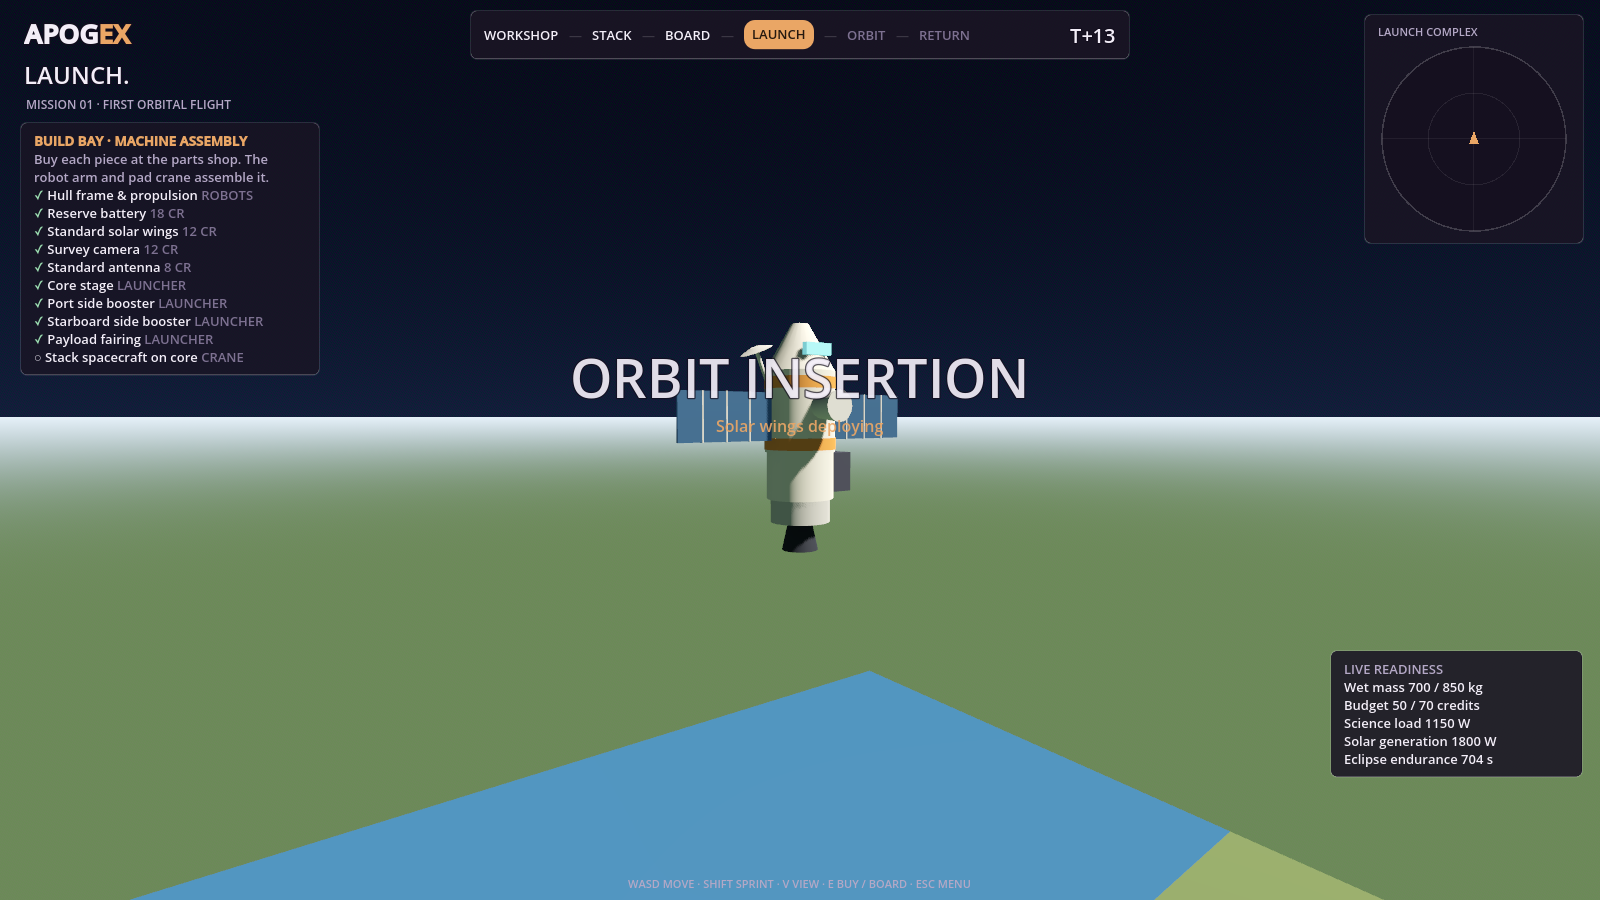 APOGEX
WORKSHOP — STACK — BOARD — LAUNCH — ORBIT — RETURN T+13
LAUNCH.
MISSION 01 · FIRST ORBITAL FLIGHT
BUILD BAY · MACHINE ASSEMBLY
Buy each piece at the parts shop. The
robot arm and pad crane assemble it.
✓ Hull frame & propulsion ROBOTS
✓ Reserve battery 18 CR
✓ Standard solar wings 12 CR
✓ Survey camera 12 CR
✓ Standard antenna 8 CR
✓ Core stage LAUNCHER
✓ Port side booster LAUNCHER
✓ Starboard side booster LAUNCHER
✓ Payload fairing LAUNCHER
○ Stack spacecraft on core CRANE
LAUNCH COMPLEX
ORBIT INSERTION
Solar wings deploying
LIVE READINESS
Wet mass 700 / 850 kg
Budget 50 / 70 credits
Science load 1150 W
Solar generation 1800 W
Eclipse endurance 704 s
WASD MOVE · SHIFT SPRINT · V VIEW · E BUY / BOARD · ESC MENU